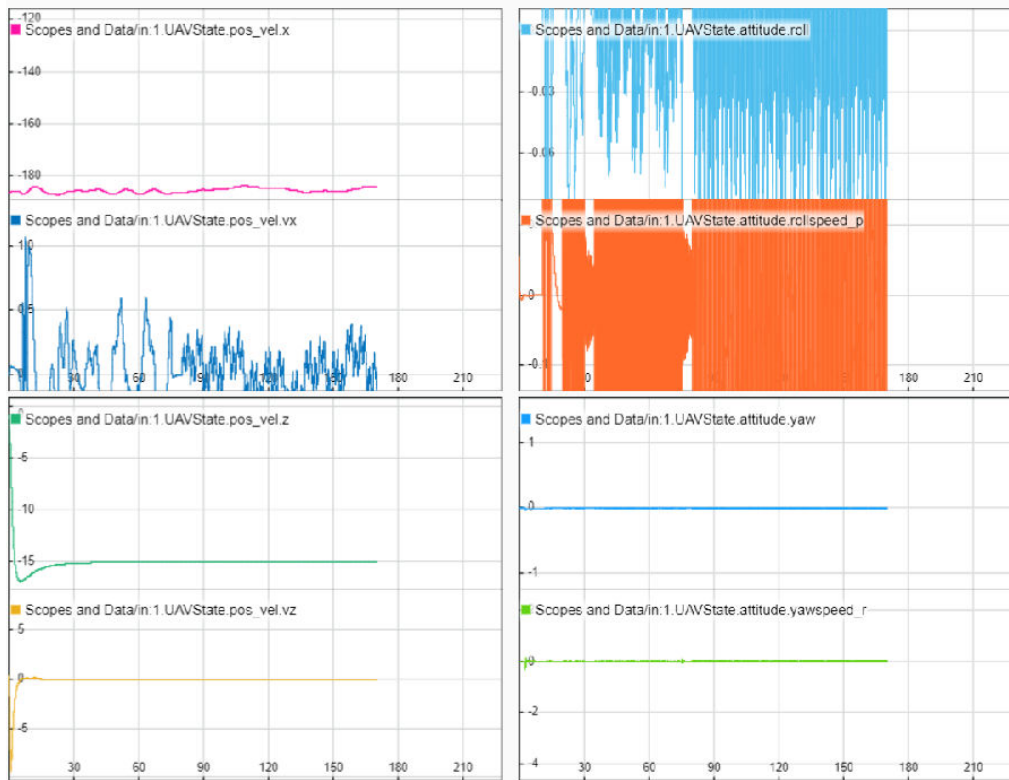 -120
Scopes and Data/in:1.UAVState.pos_vel.x
-140
-160
-180
Scopes and Data/in:1.UAVState.pos_vel.vx
1.0
0.5
30 60 90 120 150 180 210
Scopes and Data/in:1.UAVState.attitude.roll
-0.03
-0.06
Scopes and Data/in:1.UAVState.attitude.rollspeed_p
0
-0.1
0 180 210
Scopes and Data/in:1.UAVState.pos_vel.z
-5
-10
-15
Scopes and Data/in:1.UAVState.pos_vel.vz
5
0
-5
30 60 90 120 150 180 210
Scopes and Data/in:1.UAVState.attitude.yaw
1
0
-1
Scopes and Data/in:1.UAVState.attitude.yawspeed_r
0
-2
-4
30 60 90 120 150 180 210